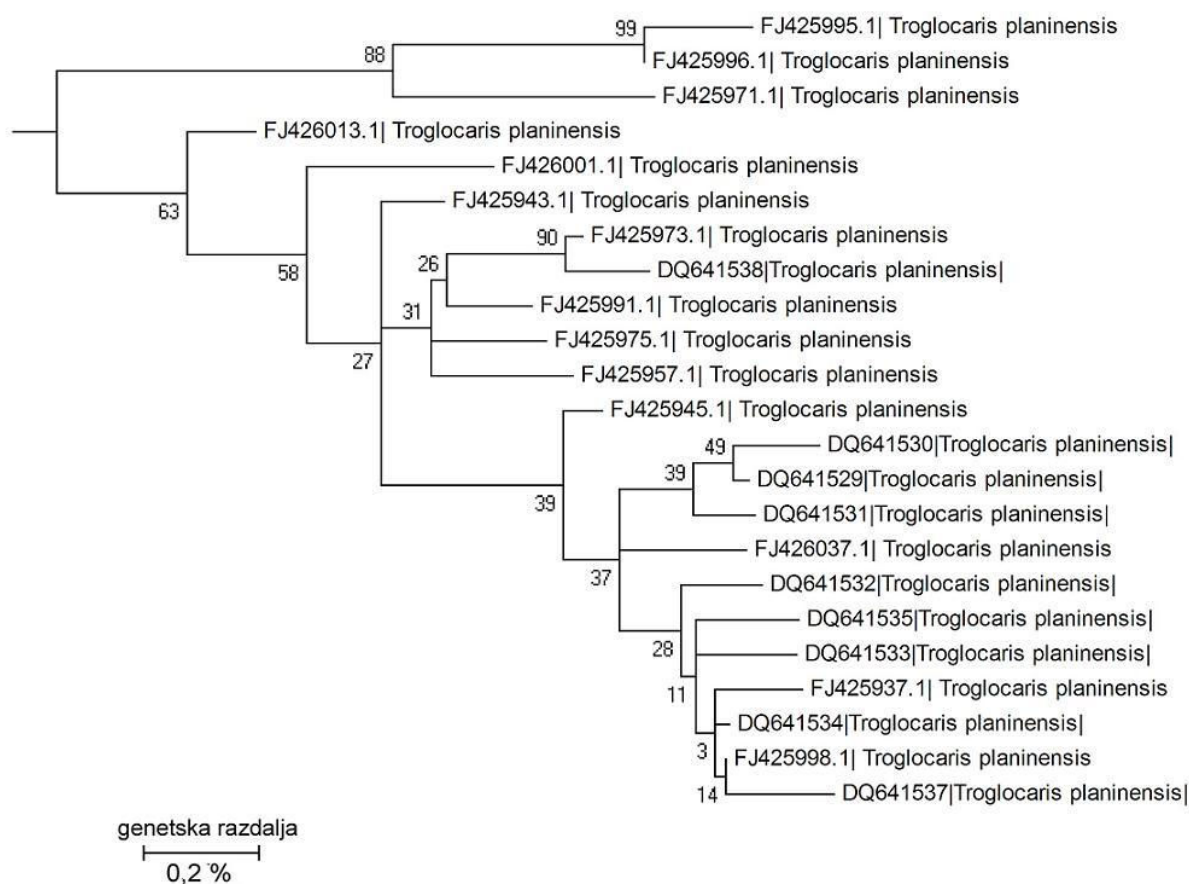 99
FJ425995.1| Troglocaris planinensis
88
FJ425996.1| Troglocaris planinensis
FJ425971.1| Troglocaris planinensis
FJ426013.1| Troglocaris planinensis
FJ426001.1| Troglocaris planinensis
63
FJ425943.1| Troglocaris planinensis
90
FJ425973.1| Troglocaris planinensis
58
26
DQ641538|Troglocaris planinensis|
31
FJ425991.1| Troglocaris planinensis
FJ425975.1| Troglocaris planinensis
27
FJ425957.1| Troglocaris planinensis
FJ425945.1| Troglocaris planinensis
49
DQ641530|Troglocaris planinensis|
39
DQ641529|Troglocaris planinensis|
39
DQ641531|Troglocaris planinensis|
FJ426037.1| Troglocaris planinensis
37
DQ641532|Troglocaris planinensis|
DQ641535|Troglocaris planinensis|
28
DQ641533|Troglocaris planinensis|
11
FJ425937.1| Troglocaris planinensis
DQ641534|Troglocaris planinensis|
3
FJ425998.1| Troglocaris planinensis
14
DQ641537|Troglocaris planinensis|
genetska razdalja
0,2 %